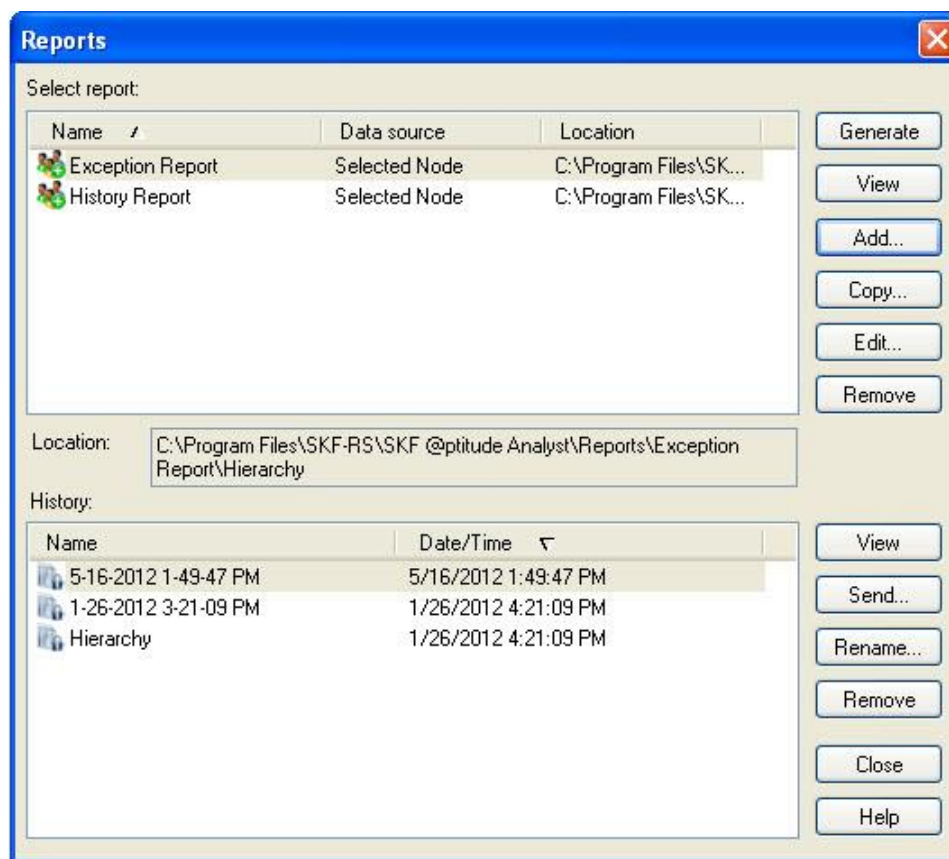 Reports
Select report:
Name Data source Location
Exception Report Selected Node C:\Program Files\SK...
History Report Selected Node C:\Program Files\SK...
Generate
View
Add...
Copy...
Edit...
Remove
Location: C:\Program Files\SKF-RS\SKF @ptitude Analyst\Reports\Exception
Report\Hierarchy
History:
Name Date/Time
5-16-2012 1-49-47 PM 5/16/2012 1:49:47 PM
1-26-2012 3-21-09 PM 1/26/2012 4:21:09 PM
Hierarchy 1/26/2012 4:21:09 PM
View
Send...
Rename...
Remove
Close
Help